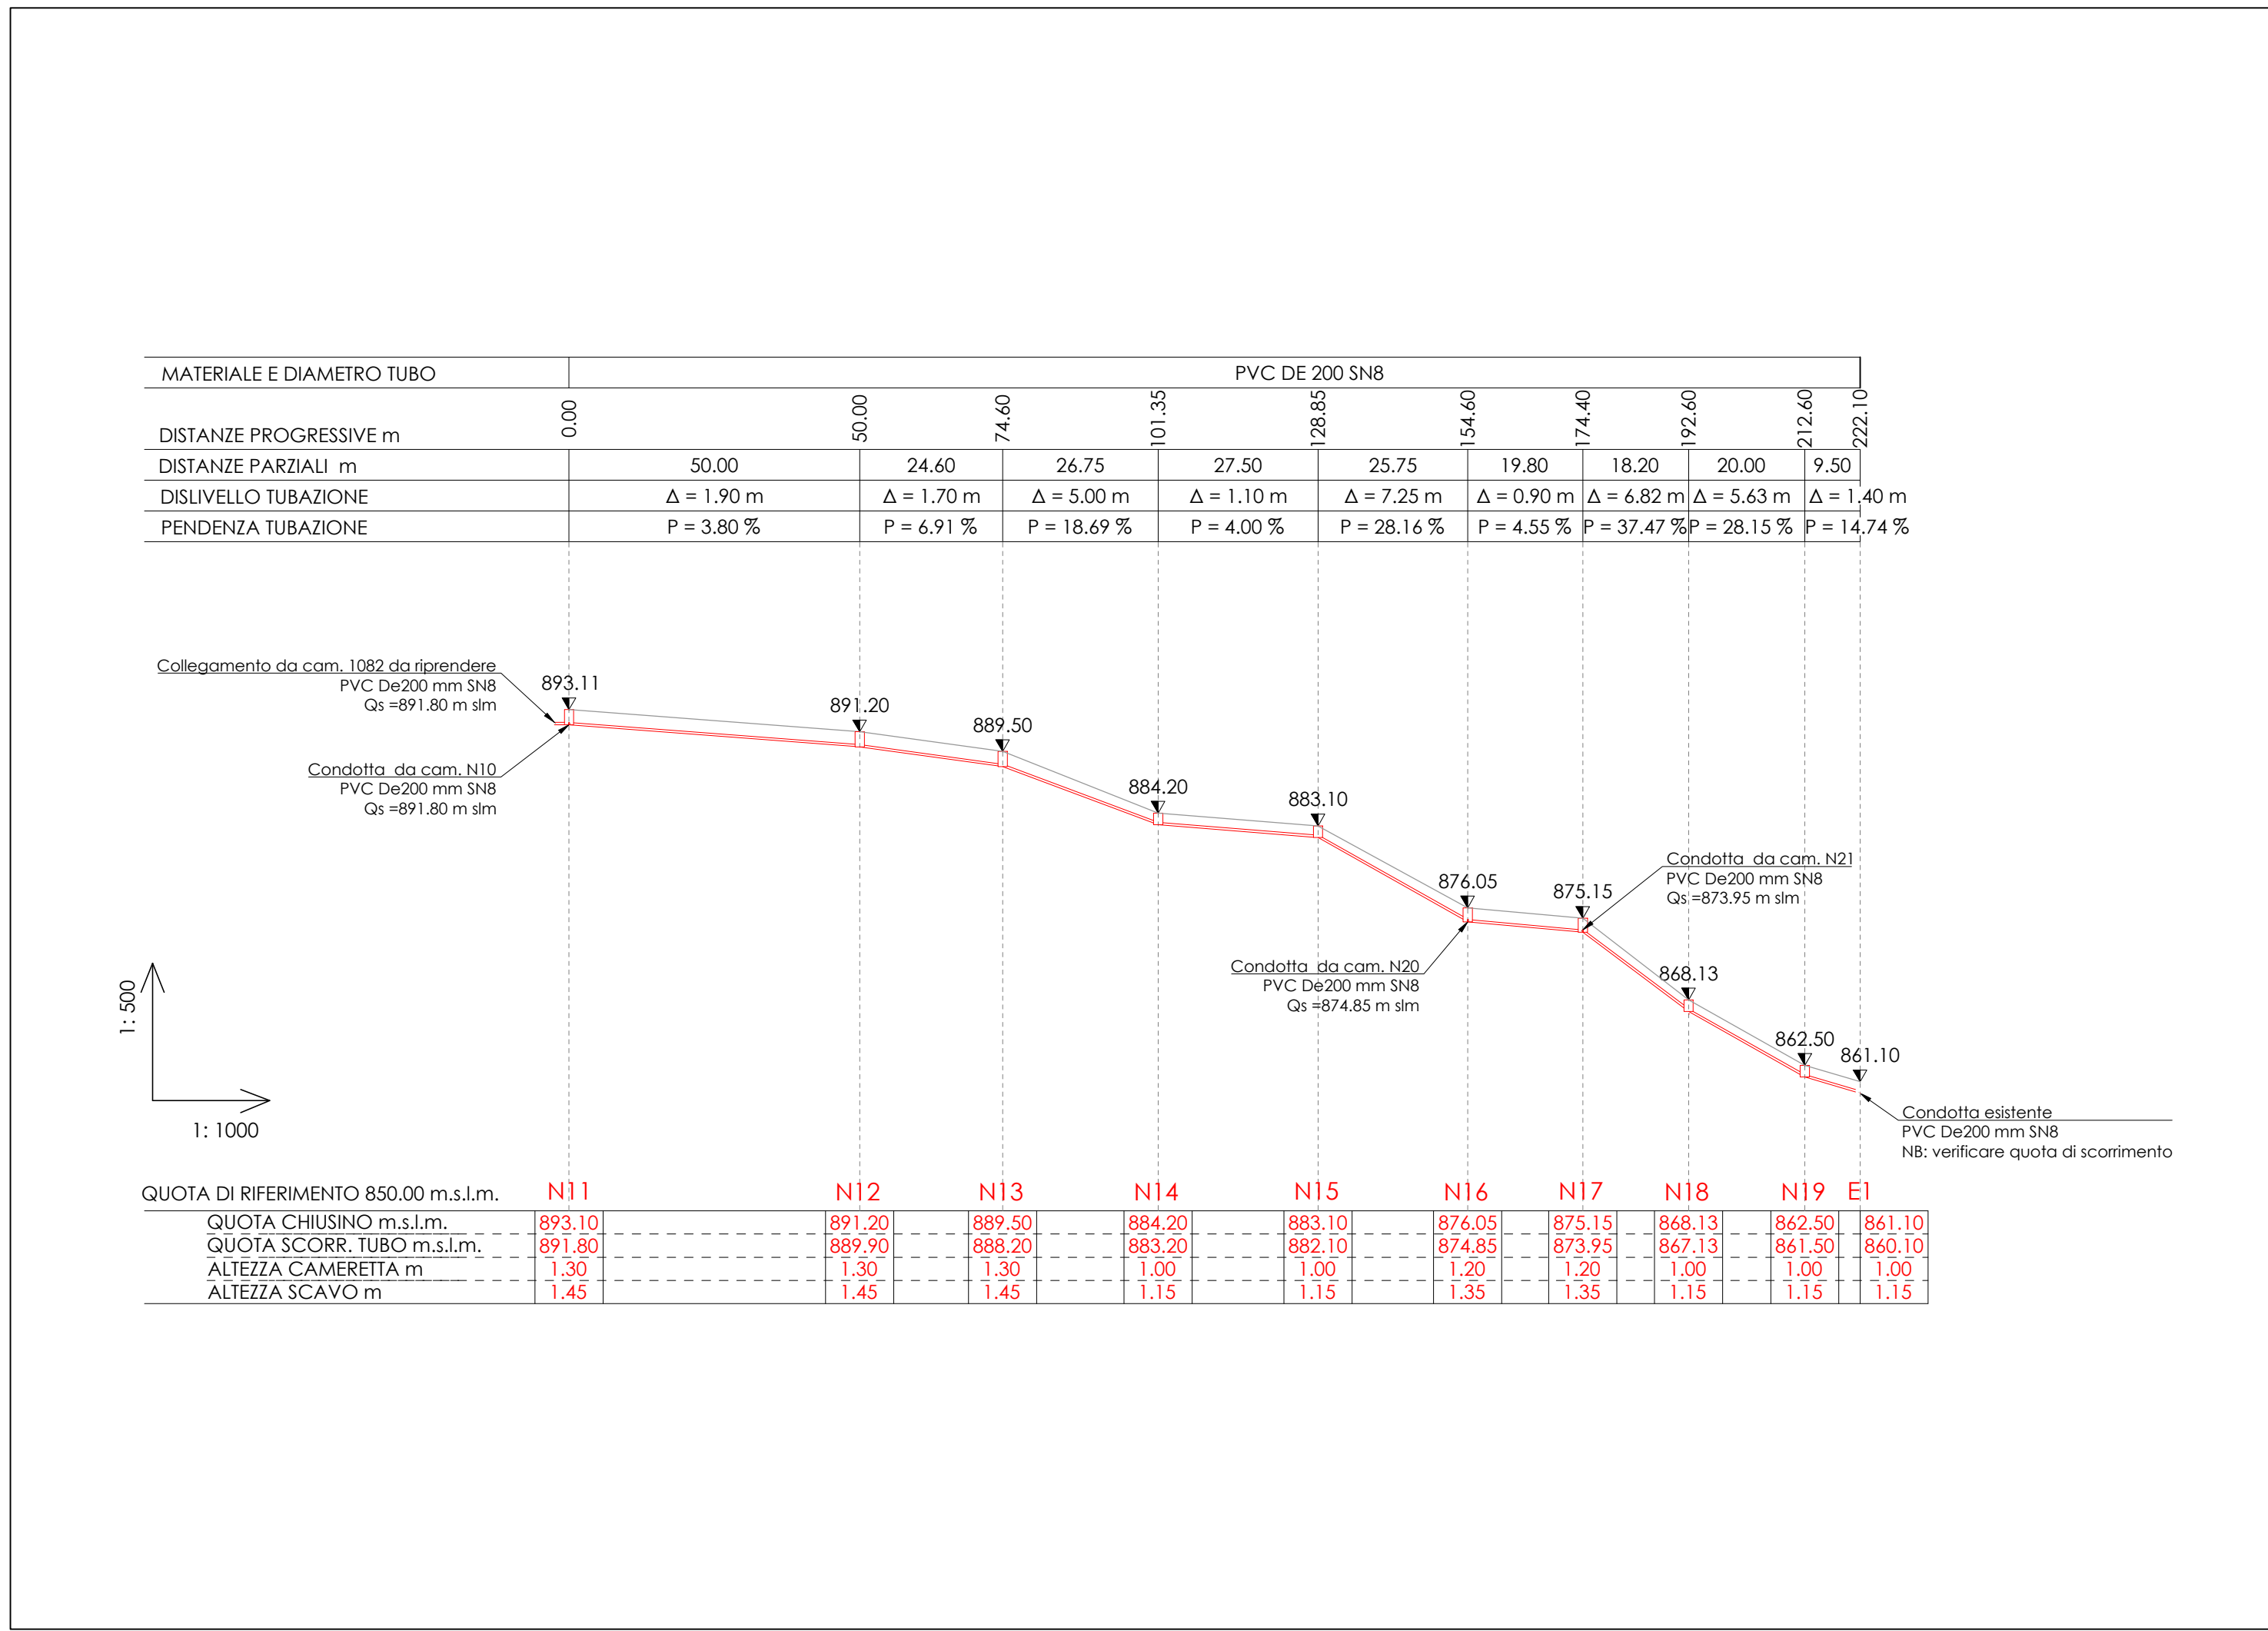 MATERIALE E DIAMETRO TUBO PVC DE 200 SN8
DISTANZE PROGRESSIVE m 0.00 50.00 74.60 101.35 128.85 154.60 174.40 192.60 212.60 222.10
DISTANZE PARZIALI m 50.00 24.60 26.75 27.50 25.75 19.80 18.20 20.00 9.50
DISLIVELLO TUBAZIONE Δ = 1.90 m Δ = 1.70 m Δ = 5.00 m Δ = 1.10 m Δ = 7.25 m Δ = 0.90 m Δ = 6.82 m Δ = 5.63 m Δ = 1.40 m
PENDENZA TUBAZIONE P = 3.80 % P = 6.91 % P = 18.69 % P = 4.00 % P = 28.16 % P = 4.55 % P = 37.47 % P = 28.15 % P = 14.74 %
Collegamento da cam. 1082 da riprendere
PVC De200 mm SN8
Qs =891.80 m slm
893.11
891.20
889.50
Condotta da cam. N10
PVC De200 mm SN8
Qs =891.80 m slm
884.20
883.10
876.05
875.15
Condotta da cam. N21
PVC De200 mm SN8
Qs =873.95 m slm
Condotta da cam. N20
PVC De200 mm SN8
Qs =874.85 m slm
868.13
862.50
861.10
Condotta esistente
PVC De200 mm SN8
NB: verificare quota di scorrimento
1: 500
1: 1000
QUOTA DI RIFERIMENTO 850.00 m.s.l.m. N11 N12 N13 N14 N15 N16 N17 N18 N19 E1
QUOTA CHIUSINO m.s.l.m. 893.10 891.20 889.50 884.20 883.10 876.05 875.15 868.13 862.50 861.10
QUOTA SCORR. TUBO m.s.l.m. 891.80 889.90 888.20 883.20 882.10 874.85 873.95 867.13 861.50 860.10
ALTEZZA CAMERETTA m 1.30 1.30 1.30 1.00 1.00 1.20 1.20 1.00 1.00 1.00
ALTEZZA SCAVO m 1.45 1.45 1.45 1.15 1.15 1.35 1.35 1.15 1.15 1.15